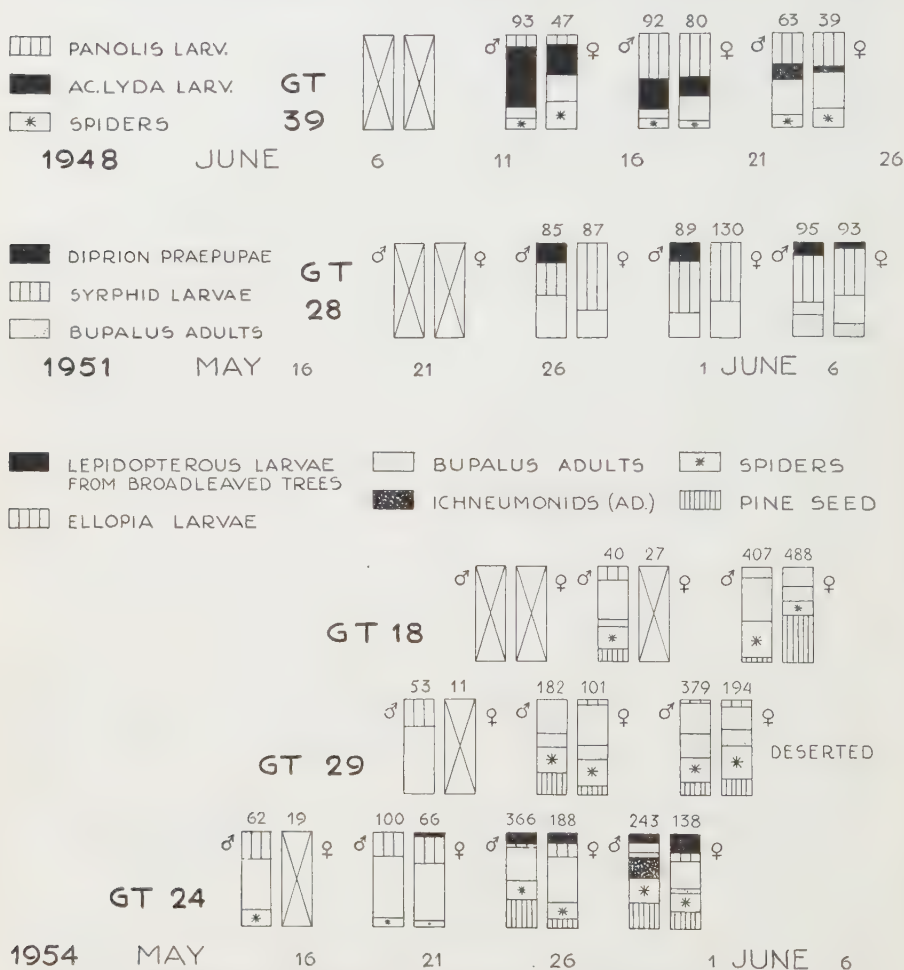 93 47 92 80 63 39
PANOLIS LARV. ♂ ♀ ♂ ♀ ♂ ♀
AC.LYDA LARV. GT
* SPIDERS 39 * * * * * *
1948 JUNE 6 11 16 21 26
85 87 89 130 95 93
DIPRION PRAEPUPAE ♂ ♀ ♂ ♀ ♂ ♀ ♂ ♀
SYRPHID LARVAE GT
BUPALUS ADULTS 28
1951 MAY 16 21 26 1 JUNE 6
LEPIDOPTEROUS LARVAE BUPALUS ADULTS * SPIDERS
FROM BROADLEAVED TREES ICHNEUMONIDS (AD.) PINE SEED
ELLOPIA LARVAE
40 27 407 488
♂ ♀ ♂ ♀ ♂ ♀
GT 18 * * *
53 11 182 101 379 194
♂ ♀ ♂ ♀ ♂ ♀
GT 29 * * * * DESERTED
62 19 100 66 366 188 243 138
♂ ♀ ♂ ♀ ♂ ♀ ♂ ♀
GT 24 * * * * * * *
1954 MAY 16 21 26 1 JUNE 6